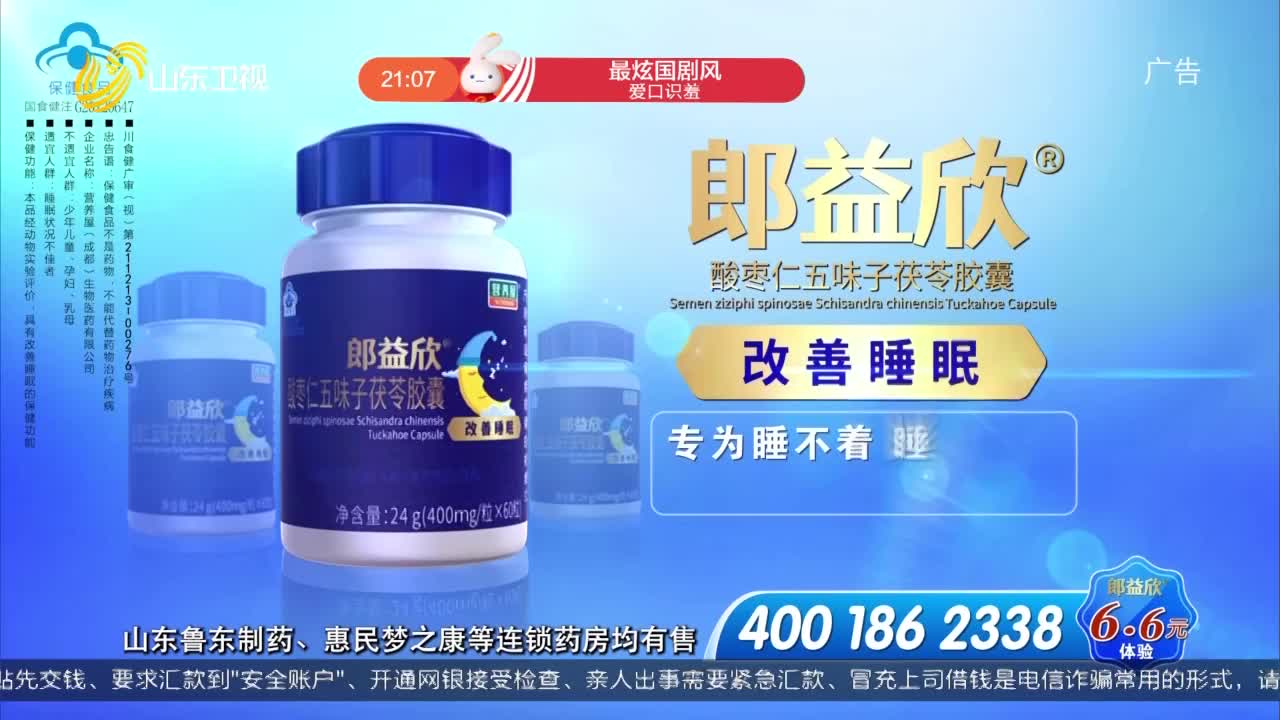 山东卫视
21:07
最炫国剧风
爱口识羞
广告
保健食品
川食健广审(视)第211213-00276号
忠告语:保健食品不是药物,不能代替药物治疗疾病
企业名称:营养屋(成都)生物医药有限公司
不适宜人群:少年儿童、孕妇、乳母
适宜人群:睡眠状况不佳者
保健功能:本品经动物实验评价,具有改善睡眠的保健功能
郎益欣®
酸枣仁五味子茯苓胶囊
Semen ziziphi spinosae Schisandra chinensis Tuckahoe Capsule
改善睡眠
专为睡不着 睡
营养屋
郎益欣®
酸枣仁五味子茯苓胶囊
Semen ziziphi spinosae Schisandra chinensis
Tuckahoe Capsule
改善睡眠
净含量:24g(400mg/粒×60粒)
山东鲁东制药、惠民梦之康等连锁药房均有售
400 186 2338
郎益欣
6.6元
体验
先交钱、要求汇款到"安全账户"、开通网银接受检查、亲人出事需要紧急汇款、冒充上司借钱是电信诈骗常用的形式,请